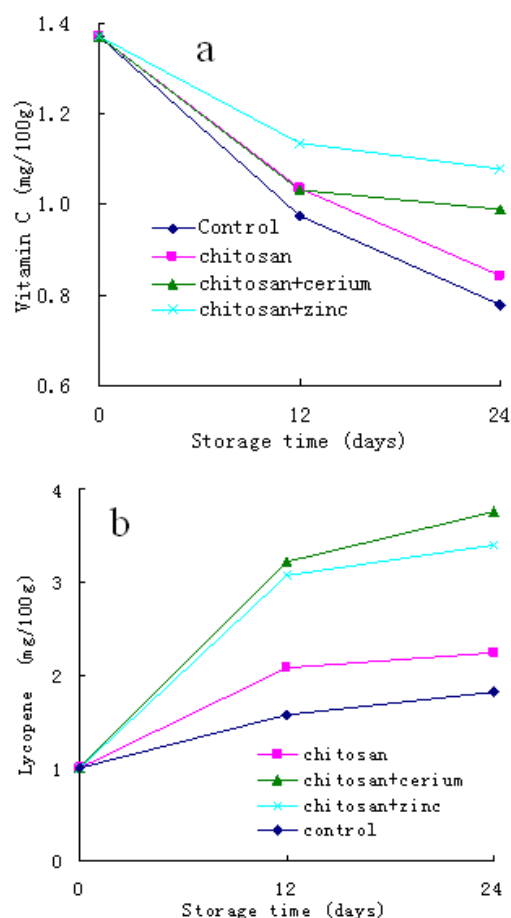 a
Vitamin C (mg/100g)
1.4
1.2
1.0
0.8
0.6
Control
chitosan
chitosan+cerium
chitosan+zinc
0 12 24
Storage time (days)
b
Lycopene (mg/100g)
4
3
2
1
0
chitosan
chitosan+cerium
chitosan+zinc
control
0 12 24
Storage time (days)